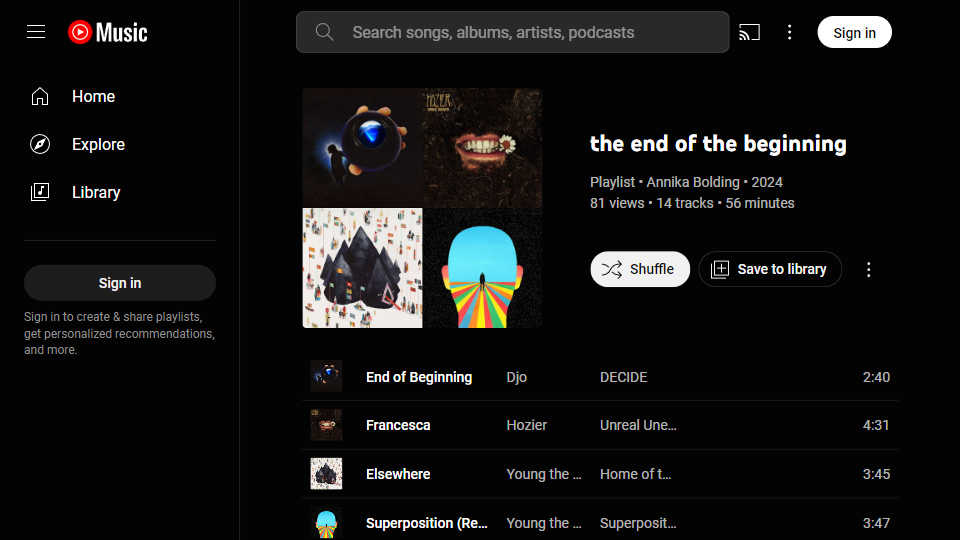 Music
Search songs, albums, artists, podcasts
Sign in
Home
Explore
Library
Sign in
Sign in to create & share playlists,
get personalized recommendations,
and more.
HOZIER
the end of the beginning
Playlist • Annika Bolding • 2024
81 views • 14 tracks • 56 minutes
Shuffle
Save to library
End of Beginning Djo DECIDE 2:40
Francesca Hozier Unreal Une... 4:31
Elsewhere Young the ... Home of t... 3:45
Superposition (Re... Young the ... Superposit... 3:47